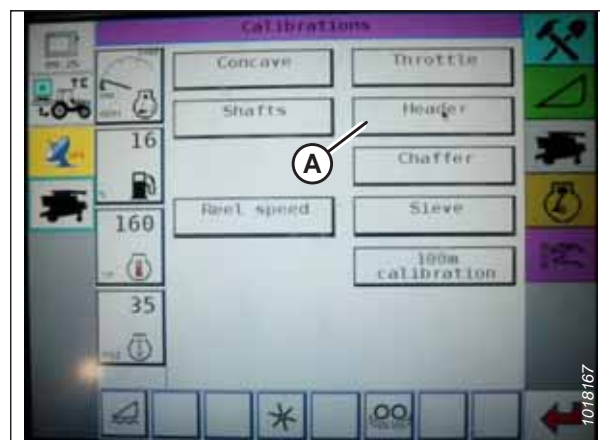 Calibrations
Concave
Throttle
Shafts
Header
A
16
Chaffer
160
Reel speed
Sieve
100m
calibration
35
1018167